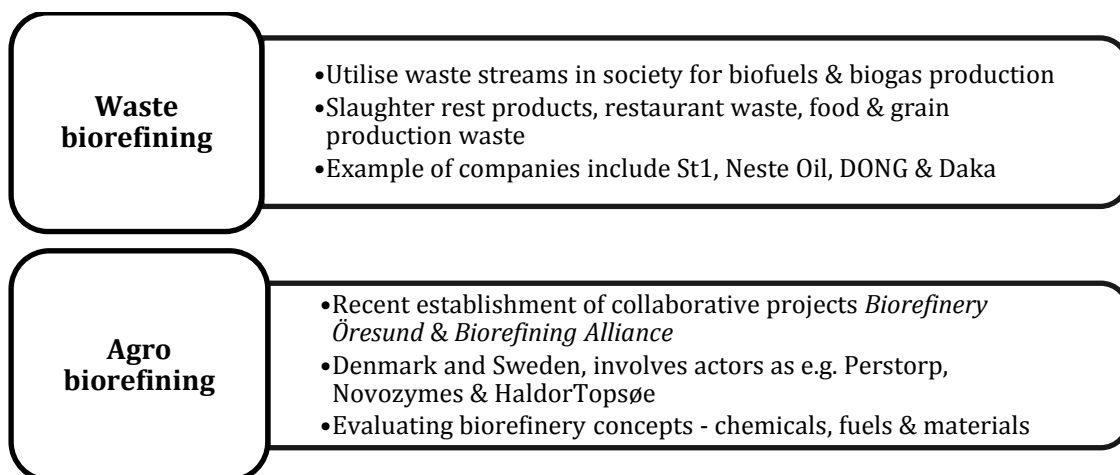 Waste
biorefining
•Utilise waste streams in society for biofuels & biogas production
•Slaughter rest products, restaurant waste, food & grain
production waste
•Example of companies include St1, Neste Oil, DONG & Daka
Agro
biorefining
•Recent establishment of collaborative projects Biorefinery
Öresund & Biorefining Alliance
•Denmark and Sweden, involves actors as e.g. Perstorp,
Novozymes & HaldorTopsøe
•Evaluating biorefinery concepts - chemicals, fuels & materials